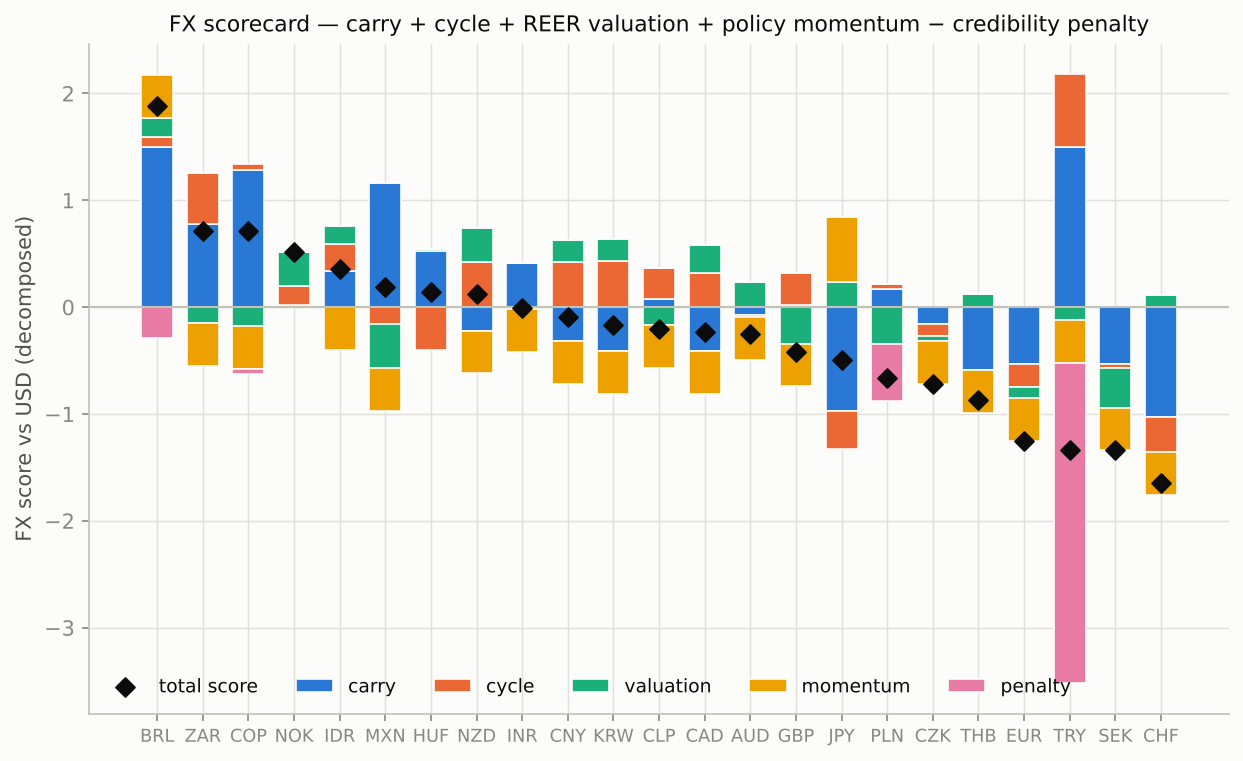 FX scorecard — carry + cycle + REER valuation + policy momentum − credibility penalty
FX score vs USD (decomposed)
2
1
0
−1
−2
−3
total score
carry
cycle
valuation
momentum
penalty
BRL
ZAR
COP
NOK
IDR
MXN
HUF
NZD
INR
CNY
KRW
CLP
CAD
AUD
GBP
JPY
PLN
CZK
THB
EUR
TRY
SEK
CHF